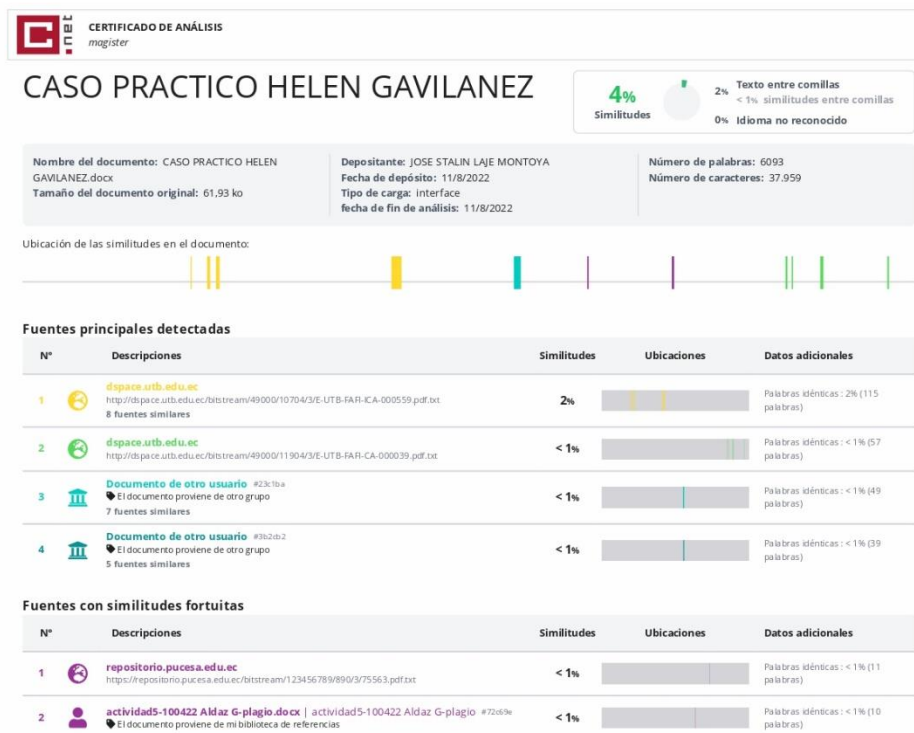 C.net
CERTIFICADO DE ANÁLISIS
magister
CASO PRACTICO HELEN GAVILANEZ
4%
Similitudes
2% Texto entre comillas
< 1% similitudes entre comillas
0% Idioma no reconocido
Nombre del documento: CASO PRACTICO HELEN
GAVILANEZ.docx
Tamaño del documento original: 61,93 ko
Depositante: JOSE STALIN LAJE MONTOYA
Fecha de depósito: 11/8/2022
Tipo de carga: interface
fecha de fin de análisis: 11/8/2022
Número de palabras: 6093
Número de caracteres: 37.959
Ubicación de las similitudes en el documento:
Fuentes principales detectadas
N° Descripciones Similitudes Ubicaciones Datos adicionales
1 dspace.utb.edu.ec
http://dspace.utb.edu.ec/bitstream/49000/10704/3/E-UTB-FAFI-ICA-000559.pdf.txt
8 fuentes similares
2%
Palabras idénticas : 2% (115
palabras)
2 dspace.utb.edu.ec
http://dspace.utb.edu.ec/bitstream/49000/11904/3/E-UTB-FAFI-CA-000039.pdf.txt
< 1%
Palabras idénticas : < 1% (57
palabras)
3 Documento de otro usuario #23c1ba
El documento proviene de otro grupo
7 fuentes similares
< 1%
Palabras idénticas : < 1% (49
palabras)
4 Documento de otro usuario #3b2cb2
El documento proviene de otro grupo
5 fuentes similares
< 1%
Palabras idénticas : < 1% (39
palabras)
Fuentes con similitudes fortuitas
N° Descripciones Similitudes Ubicaciones Datos adicionales
1 repositorio.pucesa.edu.ec
https://repositorio.pucesa.edu.ec/bitstream/123456789/890/3/75563.pdf.txt
< 1%
Palabras idénticas : < 1% (11
palabras)
2 actividad5-100422 Aldaz G-plagio.docx | actividad5-100422 Aldaz G-plagio #72c69e
El documento proviene de mi biblioteca de referencias
< 1%
Palabras idénticas : < 1% (10
palabras)